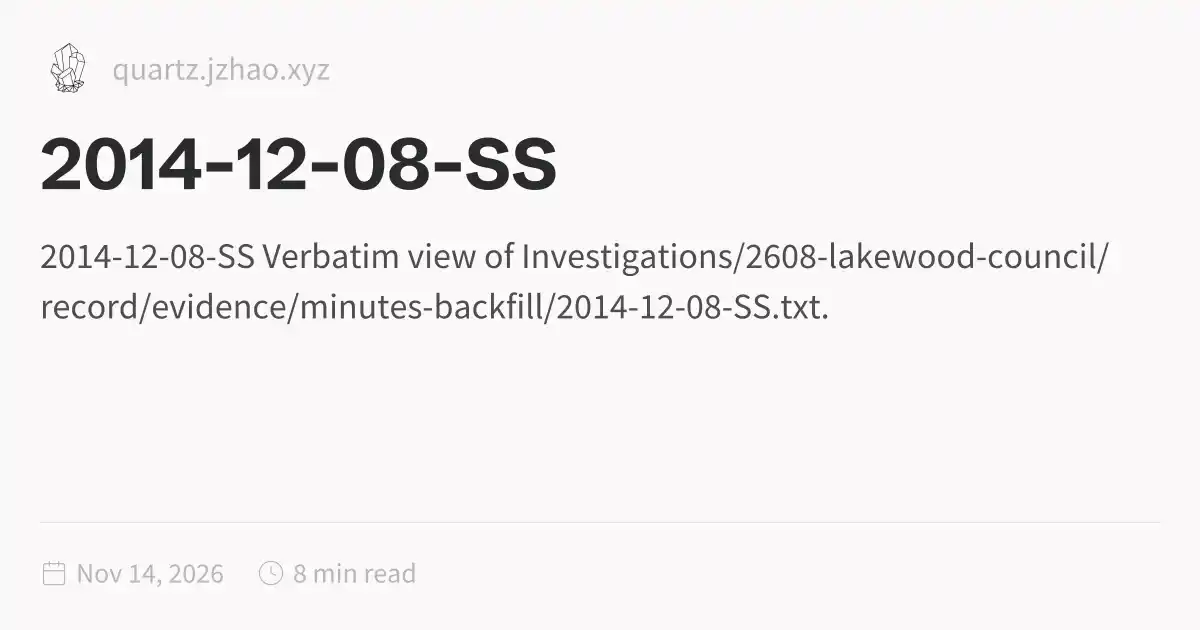 quartz.jzhao.xyz
2014-12-08-SS
2014-12-08-SS Verbatim view of Investigations/2608-lakewood-council/
record/evidence/minutes-backfill/2014-12-08-SS.txt.
Nov 14, 2026 8 min read